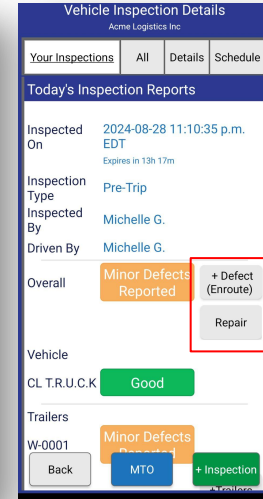 Vehicle Inspection Details
Acme Logistics Inc
Your Inspections All Details Schedule
Today's Inspection Reports
Inspected On 2024-08-28 11:10:35 p.m. EDT
Expires in 13h 17m
Inspection Type Pre-Trip
Inspected By Michelle G.
Driven By Michelle G.
Overall Minor Defects Reported + Defect (Enroute)
Repair
Vehicle
CL T.R.U.C.K Good
Trailers
W-0001 Minor Defects Reported
Back MTO + Inspection
+Trailers